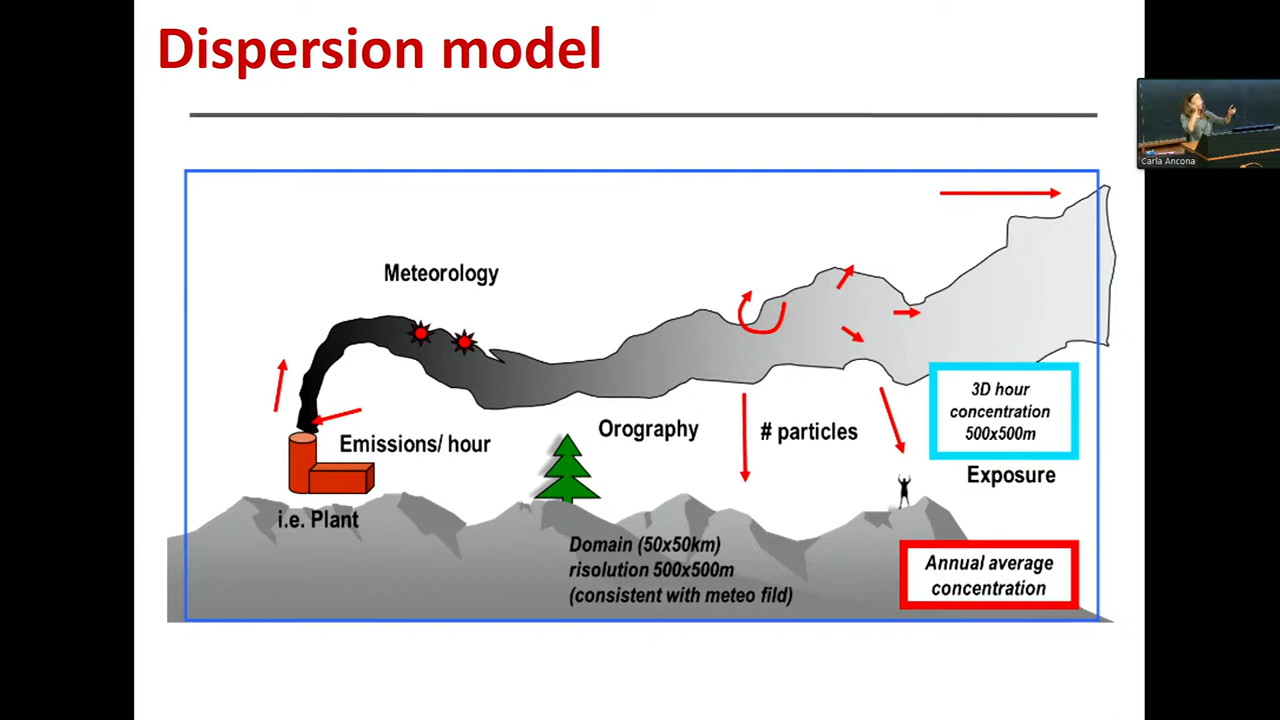 Dispersion model
Carla Ancona
Meteorology
Emissions/ hour
Orography
# particles
3D hour
concentration
500x500m
Exposure
i.e. Plant
Domain (50x50km)
risolution 500x500m
(consistent with meteo fild)
Annual average
concentration